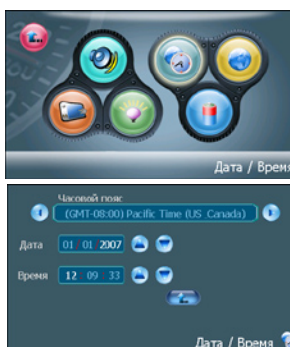 Дата / Время
Часовой пояс
(GMT-08:00) Pacific Time (US Canada)
Дата 01 01 2007
Время 12 09 33
Дата / Время